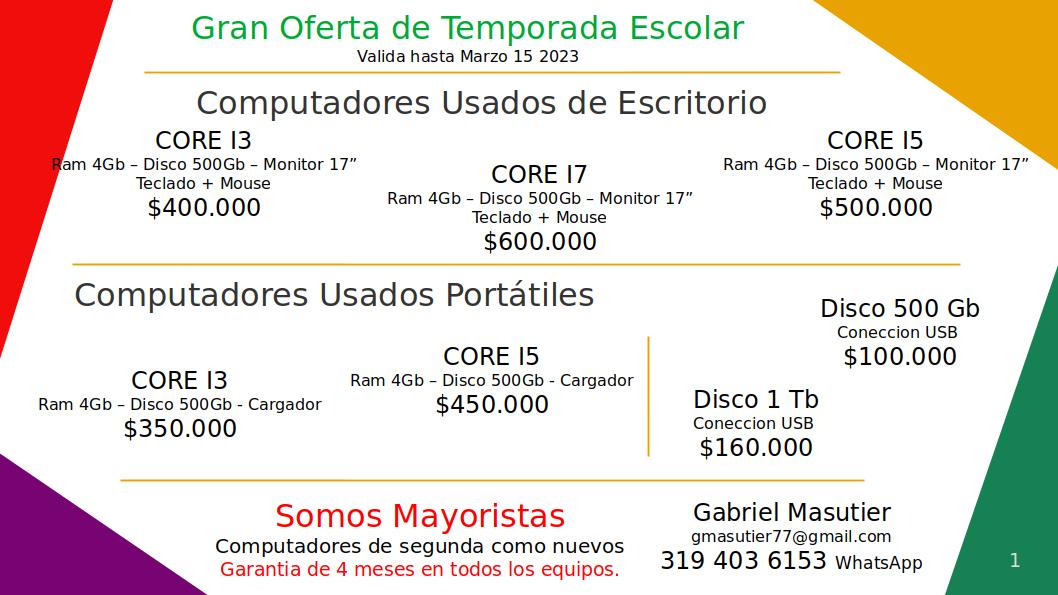 Gran Oferta de Temporada Escolar
Valida hasta Marzo 15 2023
Computadores Usados de Escritorio
CORE I3
Ram 4Gb – Disco 500Gb – Monitor 17”
Teclado + Mouse
$400.000
CORE I7
Ram 4Gb – Disco 500Gb – Monitor 17”
Teclado + Mouse
$600.000
CORE I5
Ram 4Gb – Disco 500Gb – Monitor 17”
Teclado + Mouse
$500.000
Computadores Usados Portátiles
CORE I3
Ram 4Gb – Disco 500Gb - Cargador
$350.000
CORE I5
Ram 4Gb – Disco 500Gb - Cargador
$450.000
Disco 500 Gb
Coneccion USB
$100.000
Disco 1 Tb
Coneccion USB
$160.000
Somos Mayoristas
Computadores de segunda como nuevos
Garantia de 4 meses en todos los equipos.
Gabriel Masutier
gmasutier77@gmail.com
319 403 6153 WhatsApp
1